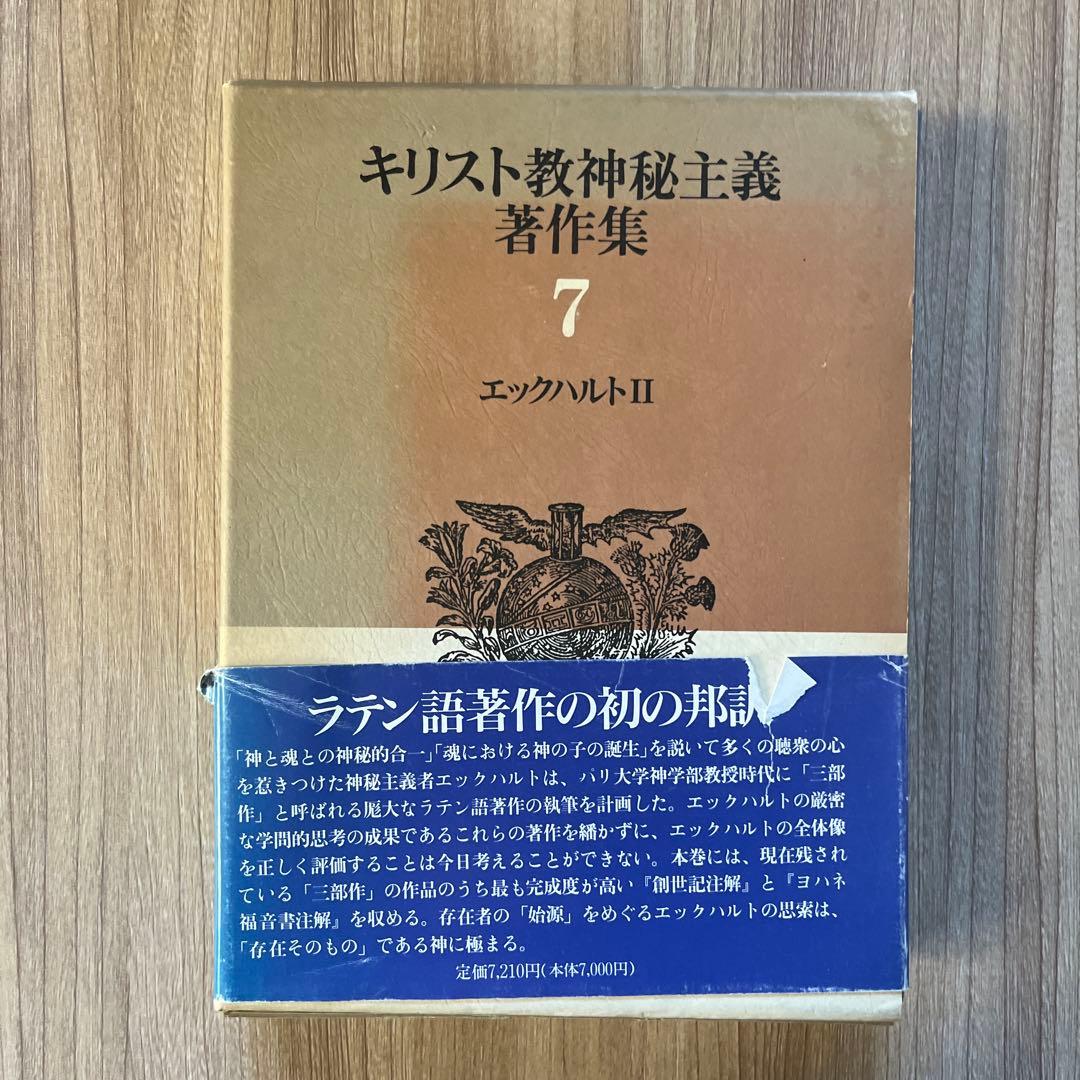 キリスト教神秘主義
著作集
7
エックハルトII
ラテン語著作の初の邦訳
「神と魂との神秘的合一」「魂における神の子の誕生」を説いて多くの聴衆の心
を惹きつけた神秘主義者エックハルトは、パリ大学神学部教授時代に「三部
作」と呼ばれる厖大なラテン語著作の執筆を計画した。エックハルトの厳密
な学問的思考の成果であるこれらの著作を繙かずに、エックハルトの全体像
を正しく評価することは今日考えることができない。本巻には、現在残され
ている「三部作」の作品のうち最も完成度が高い『創世記注解』と『ヨハネ
福音書注解』を収める。存在者の「始源」をめぐるエックハルトの思索は、
「存在そのもの」である神に極まる。
定価7,210円(本体7,000円)